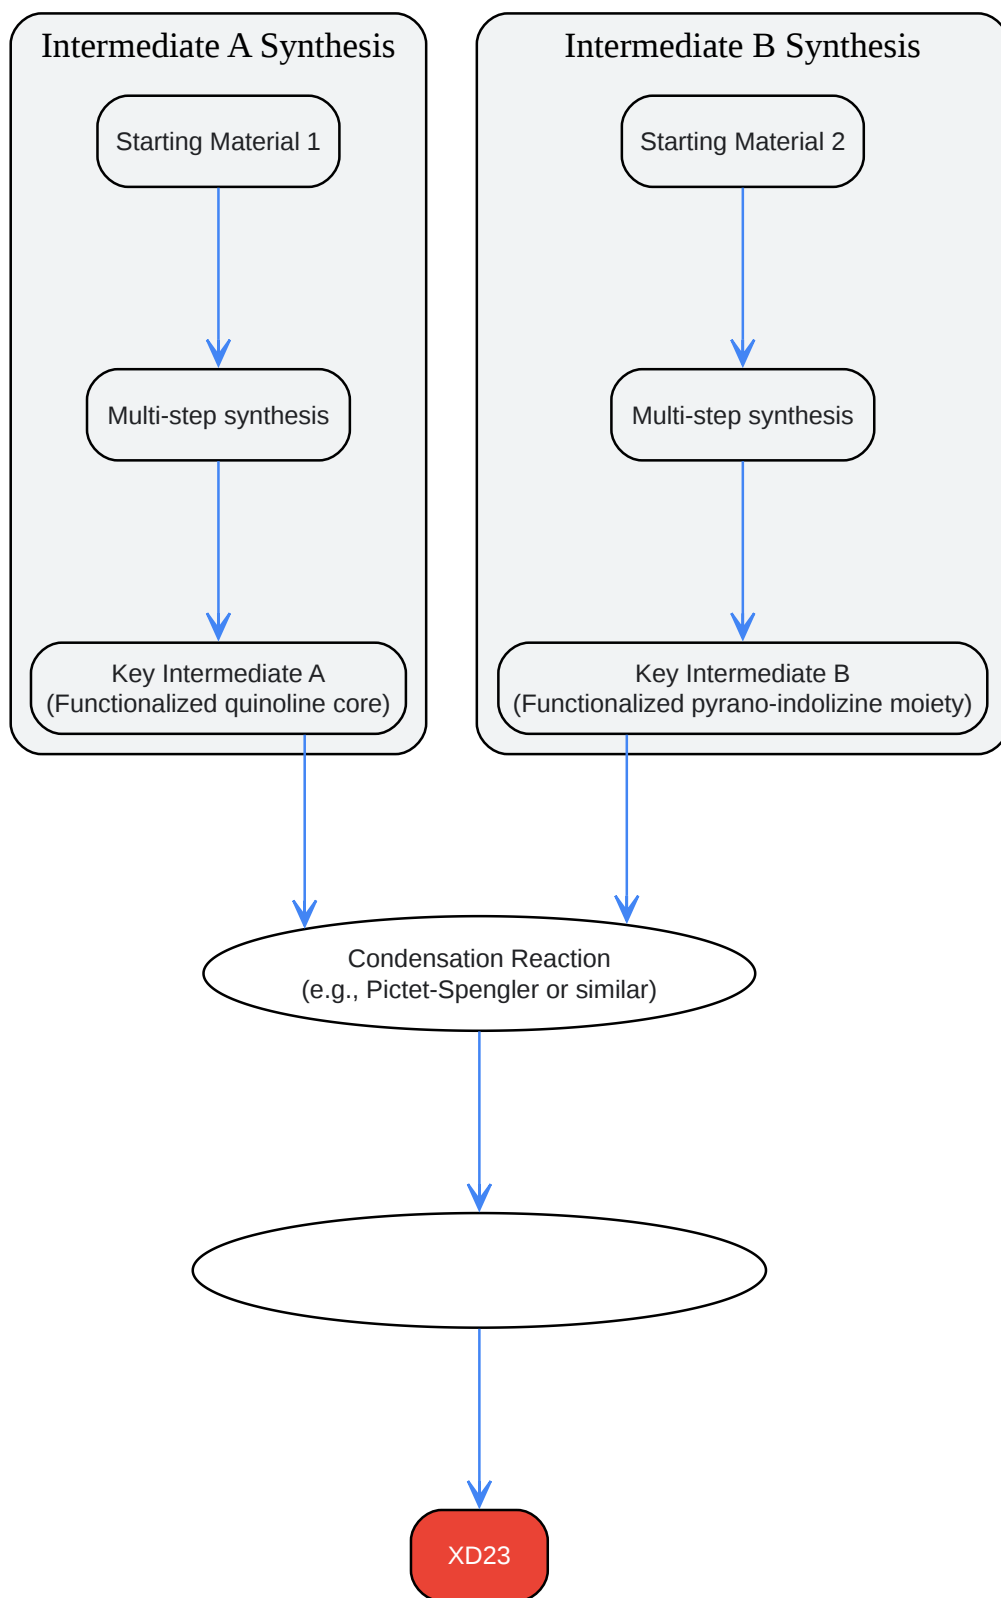 Intermediate A Synthesis
Starting Material 1
Multi-step synthesis
Key Intermediate A
(Functionalized quinoline core)
Intermediate B Synthesis
Starting Material 2
Multi-step synthesis
Key Intermediate B
(Functionalized pyrano-indolizine moiety)
Condensation Reaction
(e.g., Pictet-Spengler or similar)
XD23